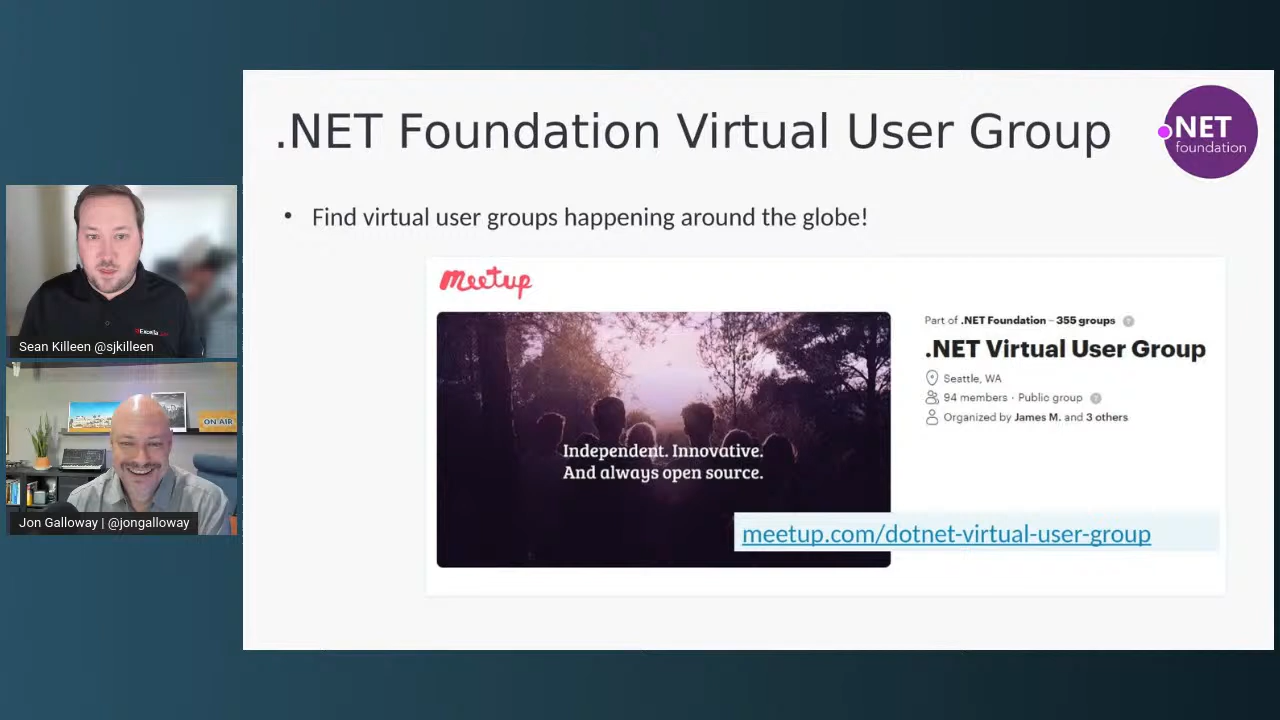 .NET Foundation Virtual User Group
.NET
foundation
• Find virtual user groups happening around the globe!
meetup
Part of .NET Foundation – 355 groups ?
.NET Virtual User Group
Seattle, WA
94 members · Public group ?
Organized by James M. and 3 others
Independent. Innovative.
And always open source.
meetup.com/dotnet-virtual-user-group
Excella
Sean Killeen @sjkilleen
ON AIR
Jon Galloway | @jongalloway